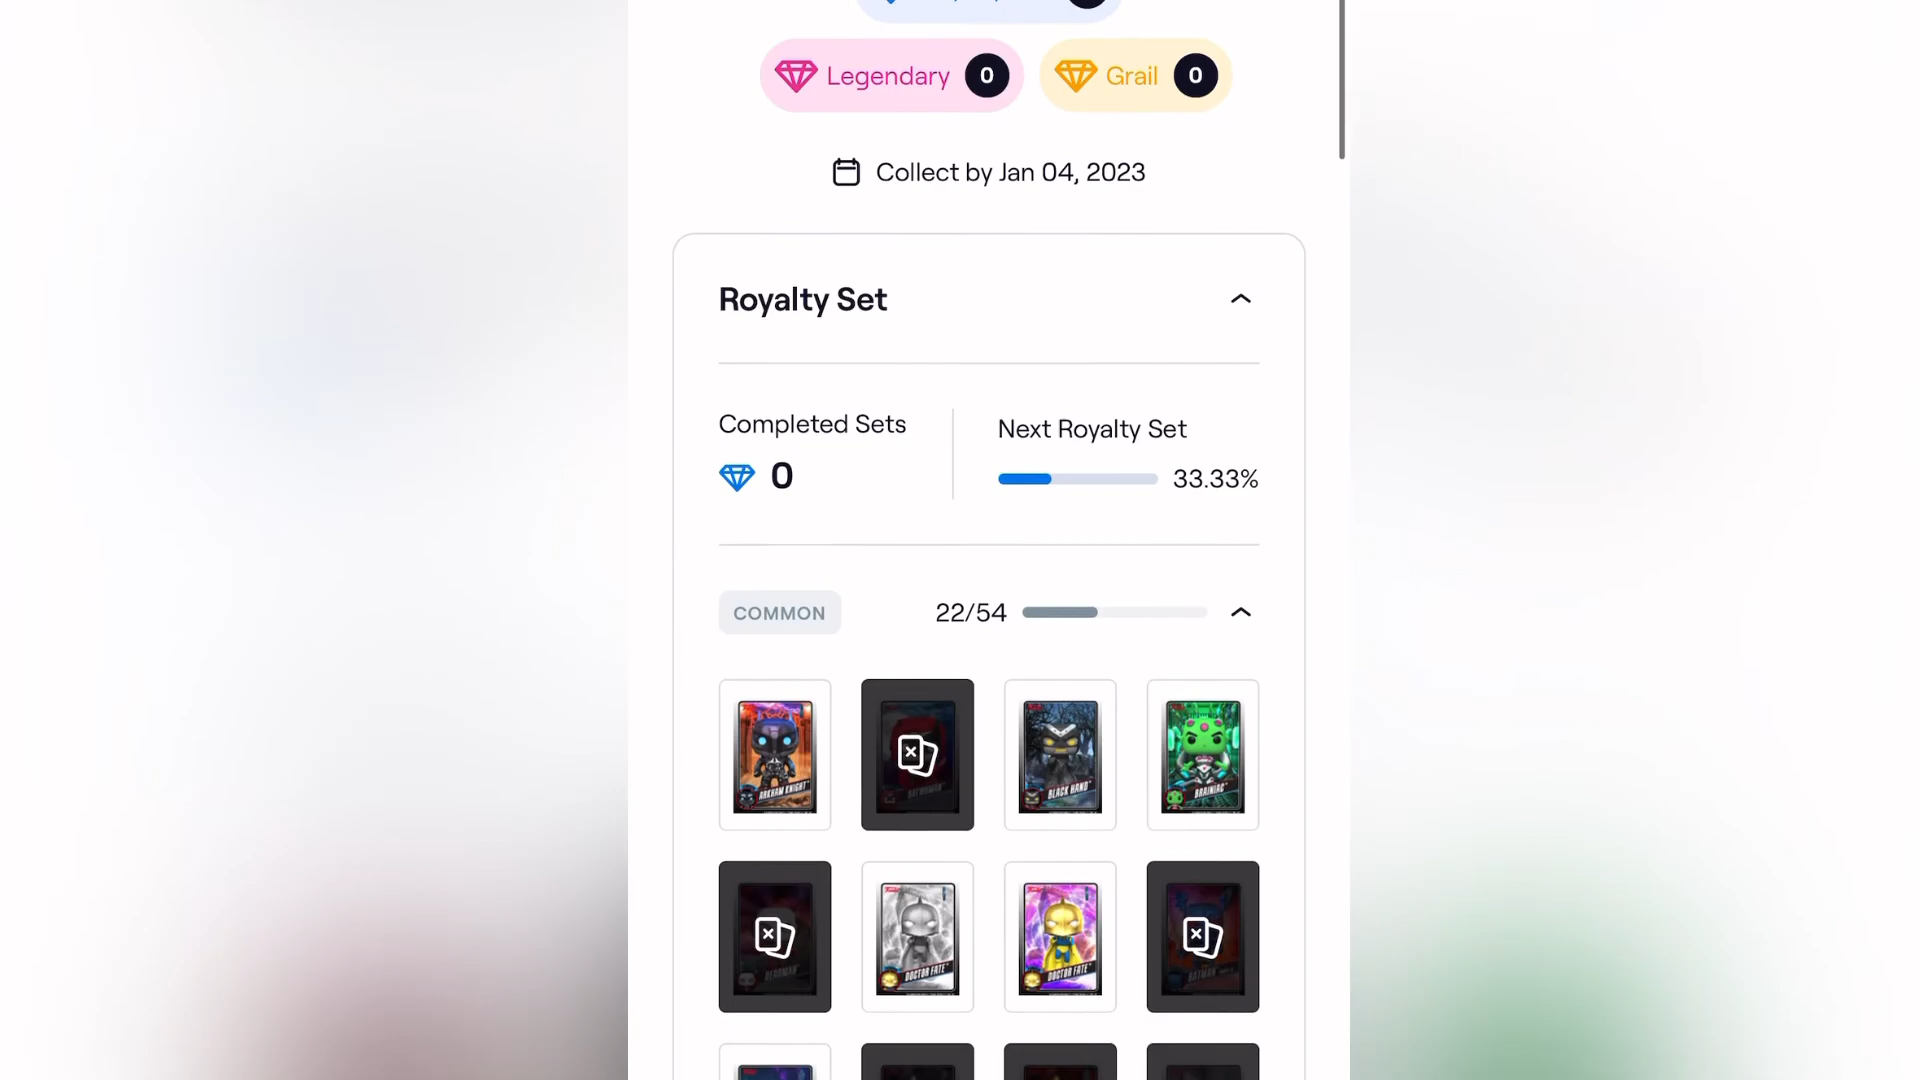 Legendary 0 Grail 0
Collect by Jan 04, 2023
Royalty Set
Completed Sets
Next Royalty Set
0
33.33%
COMMON 22/54
ARKHAM KNIGHT BLACK HAND BRAINIAC
DOCTOR FATE DOCTOR FATE BATMAN